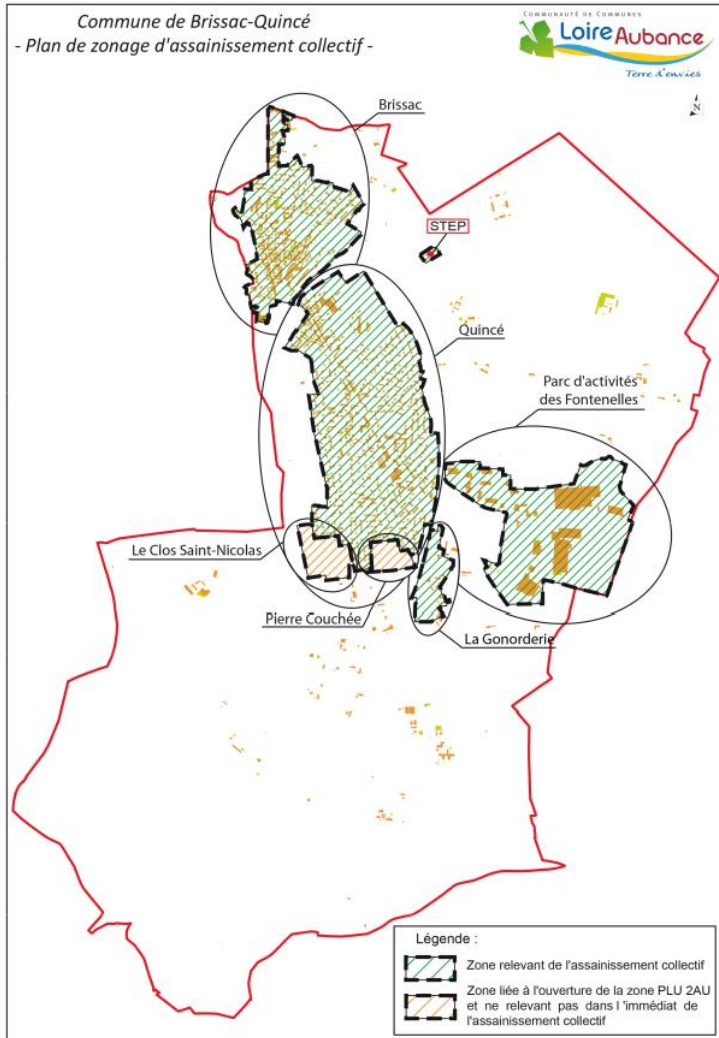 Commune de Brissac-Quincé
- Plan de zonage d'assainissement collectif -
COMMUNAUTÉ DE COMMUNES
Loire Aubance
Terre d'envies
N
Brissac
STEP
Quincé
Parc d'activités
des Fontenelles
Le Clos Saint-Nicolas
Pierre Couchée
La Gonorderie
Légende :
Zone relevant de l'assainissement collectif
Zone liée à l'ouverture de la zone PLU 2AU
et ne relevant pas dans l'immédiat de
l'assainissement collectif